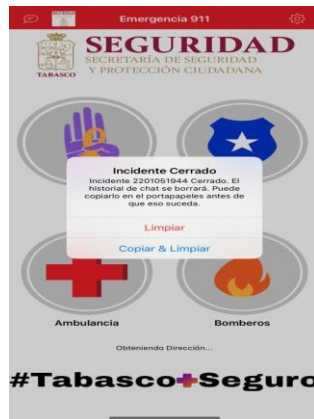 Emergencia 911
SEGURIDAD
SECRETARÍA DE SEGURIDAD
Y PROTECCIÓN CIUDADANA
TABASCO
Incidente Cerrado
Incidente 2201051944 Cerrado. El
historial de chat se borrará. Puede
copiarlo en el portapapeles antes de
que eso suceda.
Limpiar
Copiar & Limpiar
Ambulancia
Bomberos
Obteniendo Dirección...
#Tabasco+Seguro